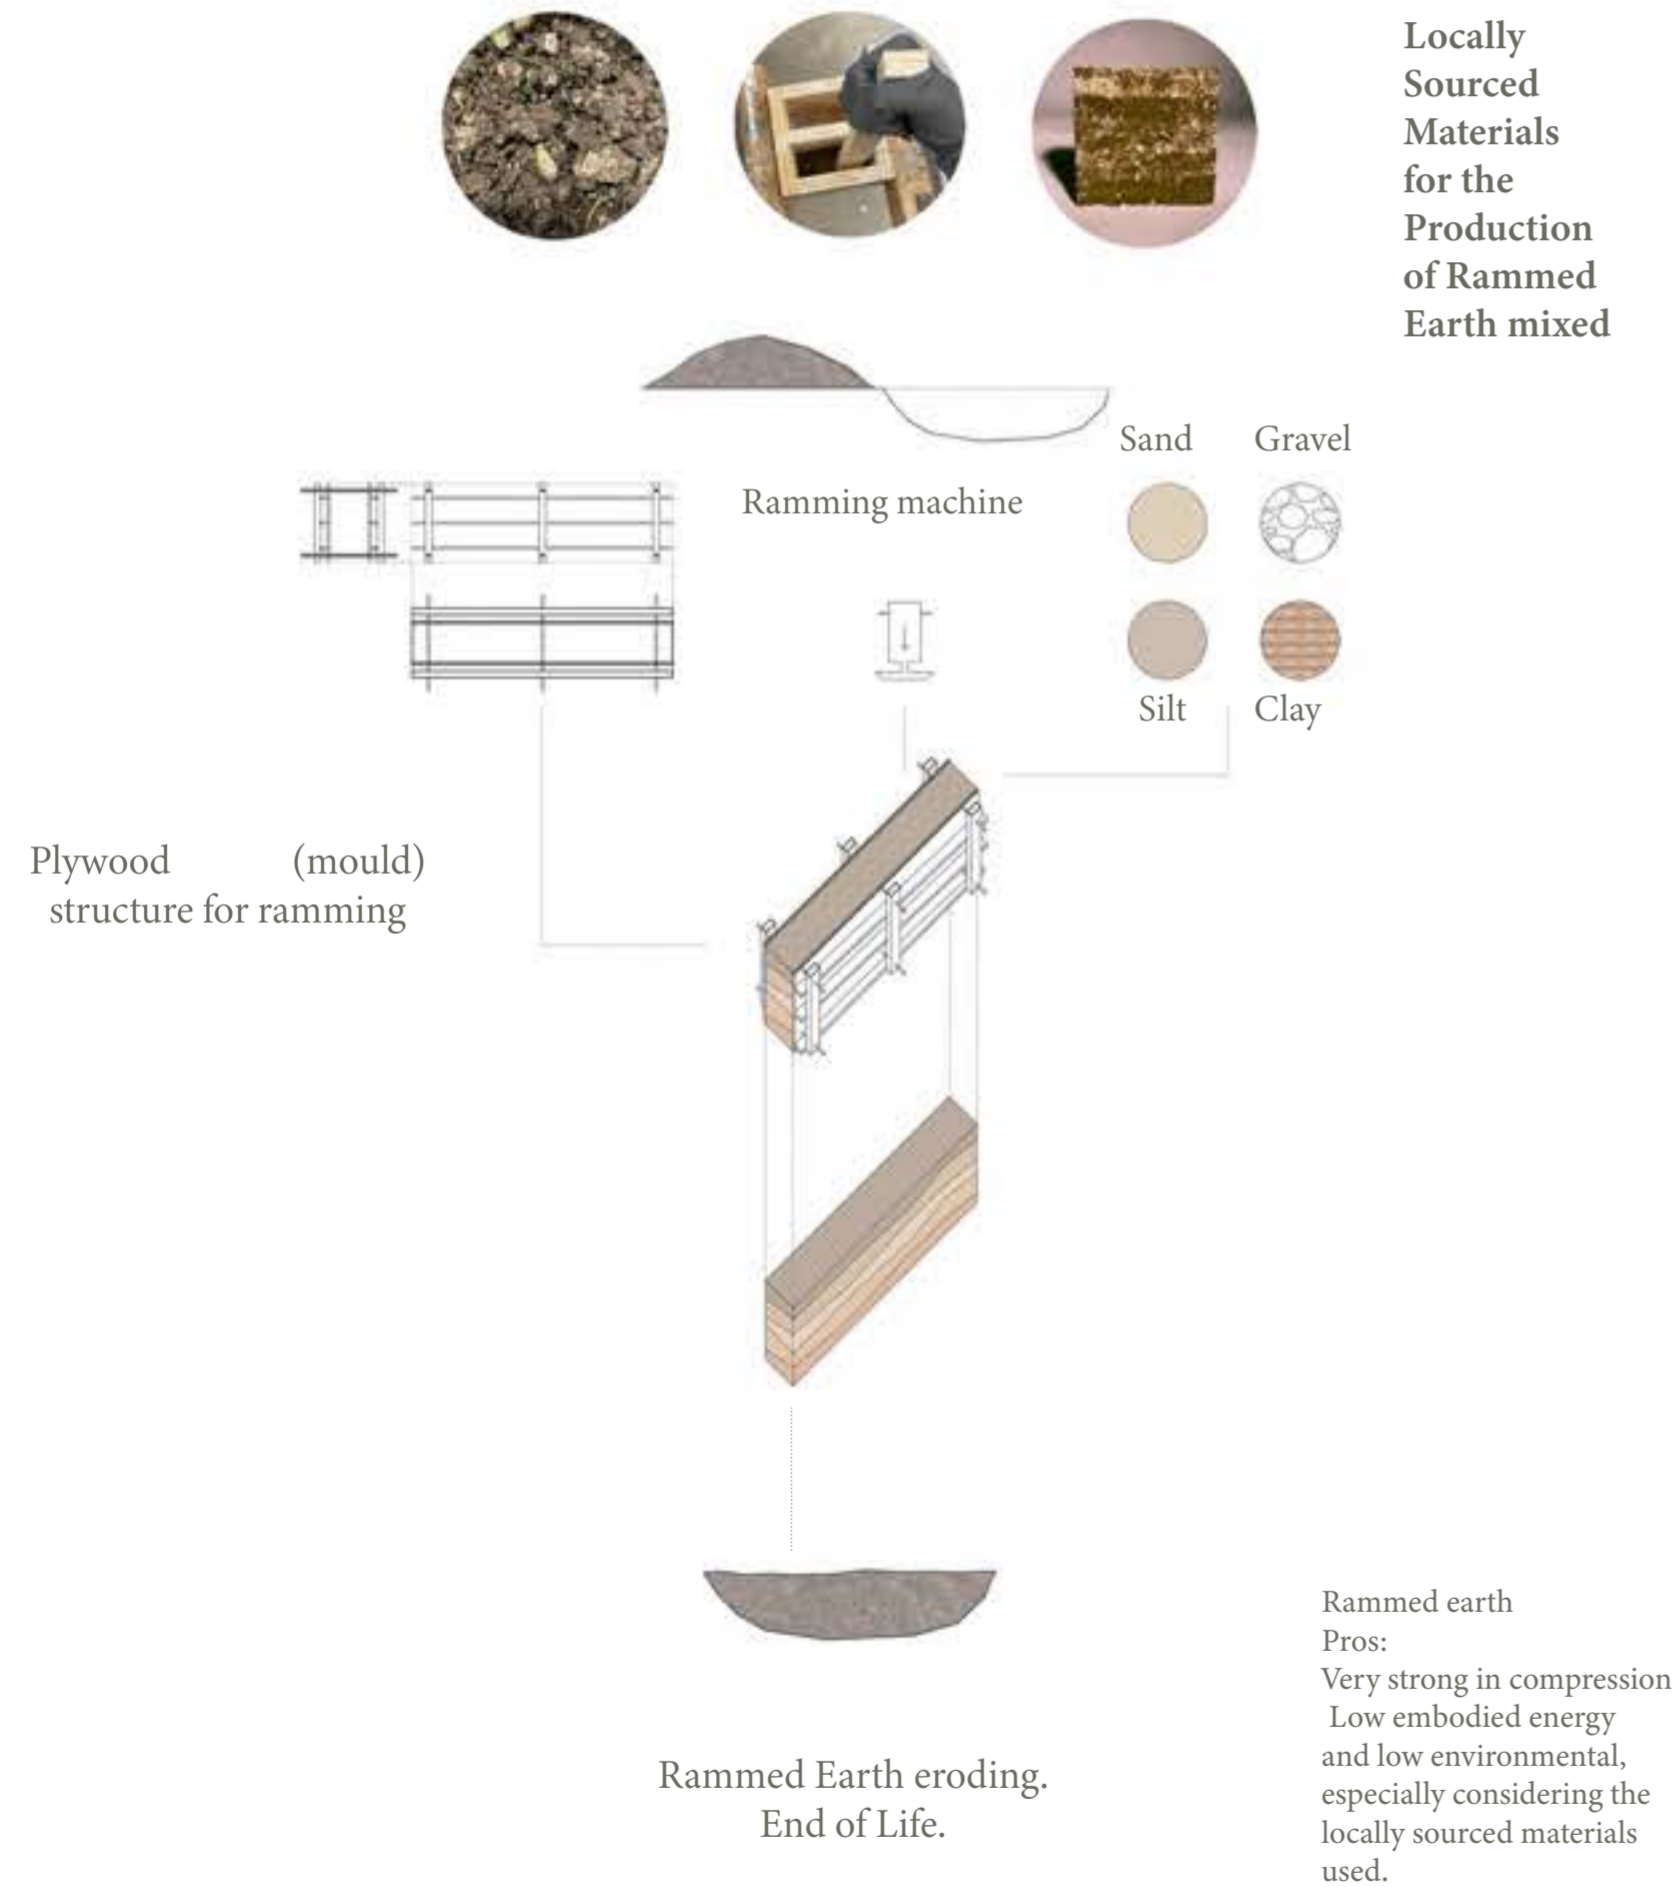 Locally
Sourced
Materials
for the
Production
of Rammed
Earth mixed
Sand Gravel
Ramming machine
Silt Clay
Plywood (mould)
structure for ramming
Rammed earth
Pros:
Very strong in compression
Low embodied energy
and low environmental,
especially considering the
locally sourced materials
used.
Rammed Earth eroding.
End of Life.